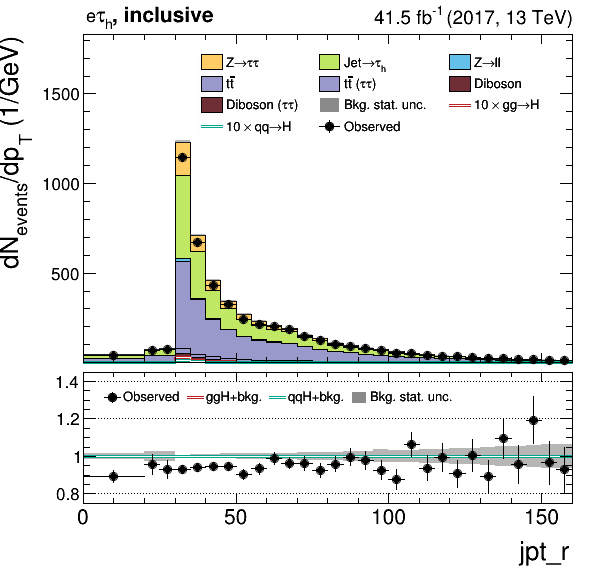 eτh, inclusive 41.5 fb⁻¹ (2017, 13 TeV)
dNevents/dpT (1/GeV)
1500
1000
500
Z→ττ Jet→τh Z→ll
tt̄ tt̄ (ττ) Diboson
Diboson (ττ) Bkg. stat. unc. 10 × gg→H
10 × qq→H Observed
1.4
1.2
1
0.8
Observed ggH+bkg. qqH+bkg. Bkg. stat. unc.
0 50 100 150
jpt_r